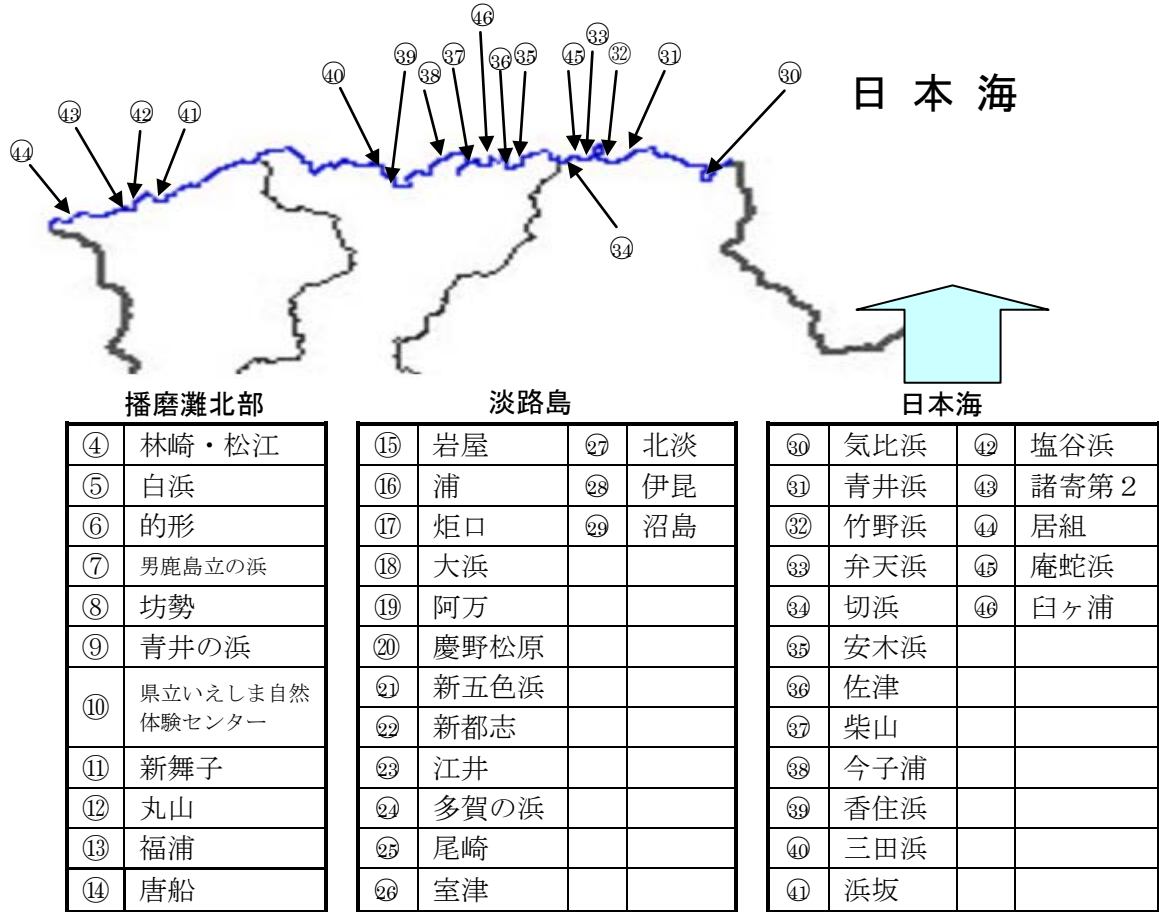 ㊻
㉝
㊴ ㊲ ㉟ ㊺ ㉜ ㉛
㊵ ㊳ ㊱ ㉚
日 本 海
㊸ ㊷ ㊶
㊹
㉞
播磨灘北部
④ 林崎・松江
⑤ 白浜
⑥ 的形
⑦ 男鹿島立の浜
⑧ 坊勢
⑨ 青井の浜
⑩ 県立いえしま自然
体験センター
⑪ 新舞子
⑫ 丸山
⑬ 福浦
⑭ 唐船
淡路島
⑮ 岩屋 ㉗ 北淡
⑯ 浦 ㉘ 伊毘
⑰ 炬口 ㉙ 沼島
⑱ 大浜
⑲ 阿万
⑳ 慶野松原
㉑ 新五色浜
㉒ 新都志
㉓ 江井
㉔ 多賀の浜
㉕ 尾崎
㉖ 室津
日本海
㉚ 気比浜 ㊷ 塩谷浜
㉛ 青井浜 ㊸ 諸寄第２
㉜ 竹野浜 ㊹ 居組
㉝ 弁天浜 ㊺ 庵蛇浜
㉞ 切浜 ㊻ 臼ヶ浦
㉟ 安木浜
㊱ 佐津
㊲ 柴山
㊳ 今子浦
㊴ 香住浜
㊵ 三田浜
㊶ 浜坂